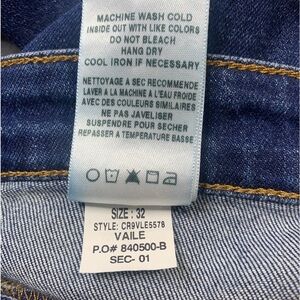 MACHINE WASH COLD
INSIDE OUT WITH LIKE COLORS
DO NOT BLEACH
HANG DRY
COOL IRON IF NECESSARY
NETTOYAGE A SEC RECOMMENDE
LAVER A LA MACHINE A L'EAU FROIDE
AVEC DES COULEURS SIMILAIRES
NE PAS JAVELISER
SUSPENDRE POUR SECHER
REPASSER A TEMPERATURE BASSE
SIZE: 32
STYLE: CR9VLE5578
VAILE
P.O# 840500-B
SEC- 01